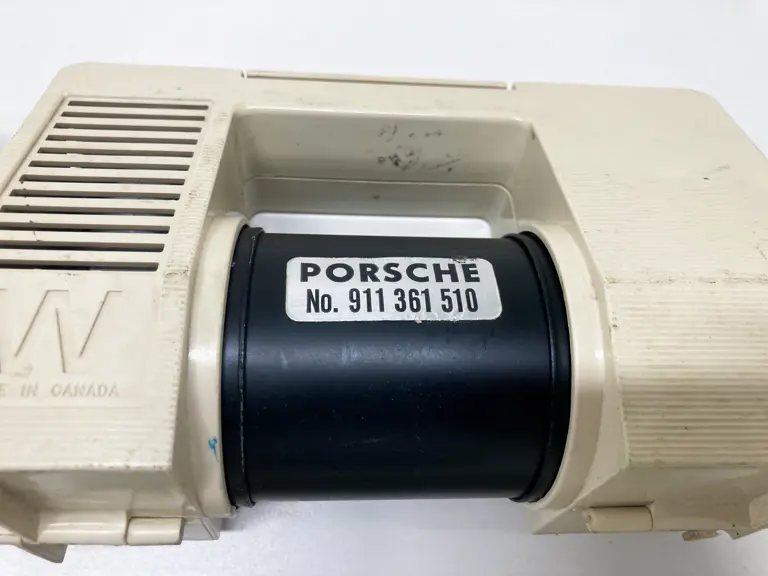 PORSCHE
No. 911 361 510
W
IN CANADA